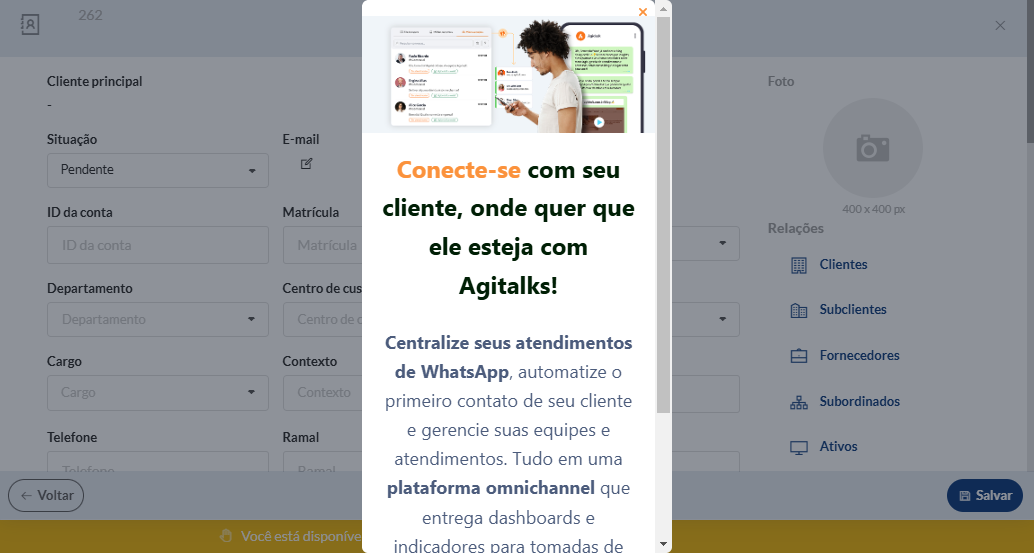 262
Cliente principal
-
Situação
E-mail
Pendente
ID da conta
Matrícula
ID da conta
Matrícula
Departamento
Centro de cus
Departamento
Centro de c
Cargo
Contexto
Cargo
Contexto
Telefone
Ramal
Telefone
Ramal
Voltar
Você está disponíve
Conecte-se com seu
cliente, onde quer que
ele esteja com
Agitalks!
Centralize seus atendimentos
de WhatsApp, automatize o
primeiro contato de seu cliente
e gerencie suas equipes e
atendimentos. Tudo em uma
plataforma omnichannel que
entrega dashboards e
indicadores para tomadas de
Foto
400 x 400 px
Relações
Clientes
Subclientes
Fornecedores
Subordinados
Ativos
Salvar